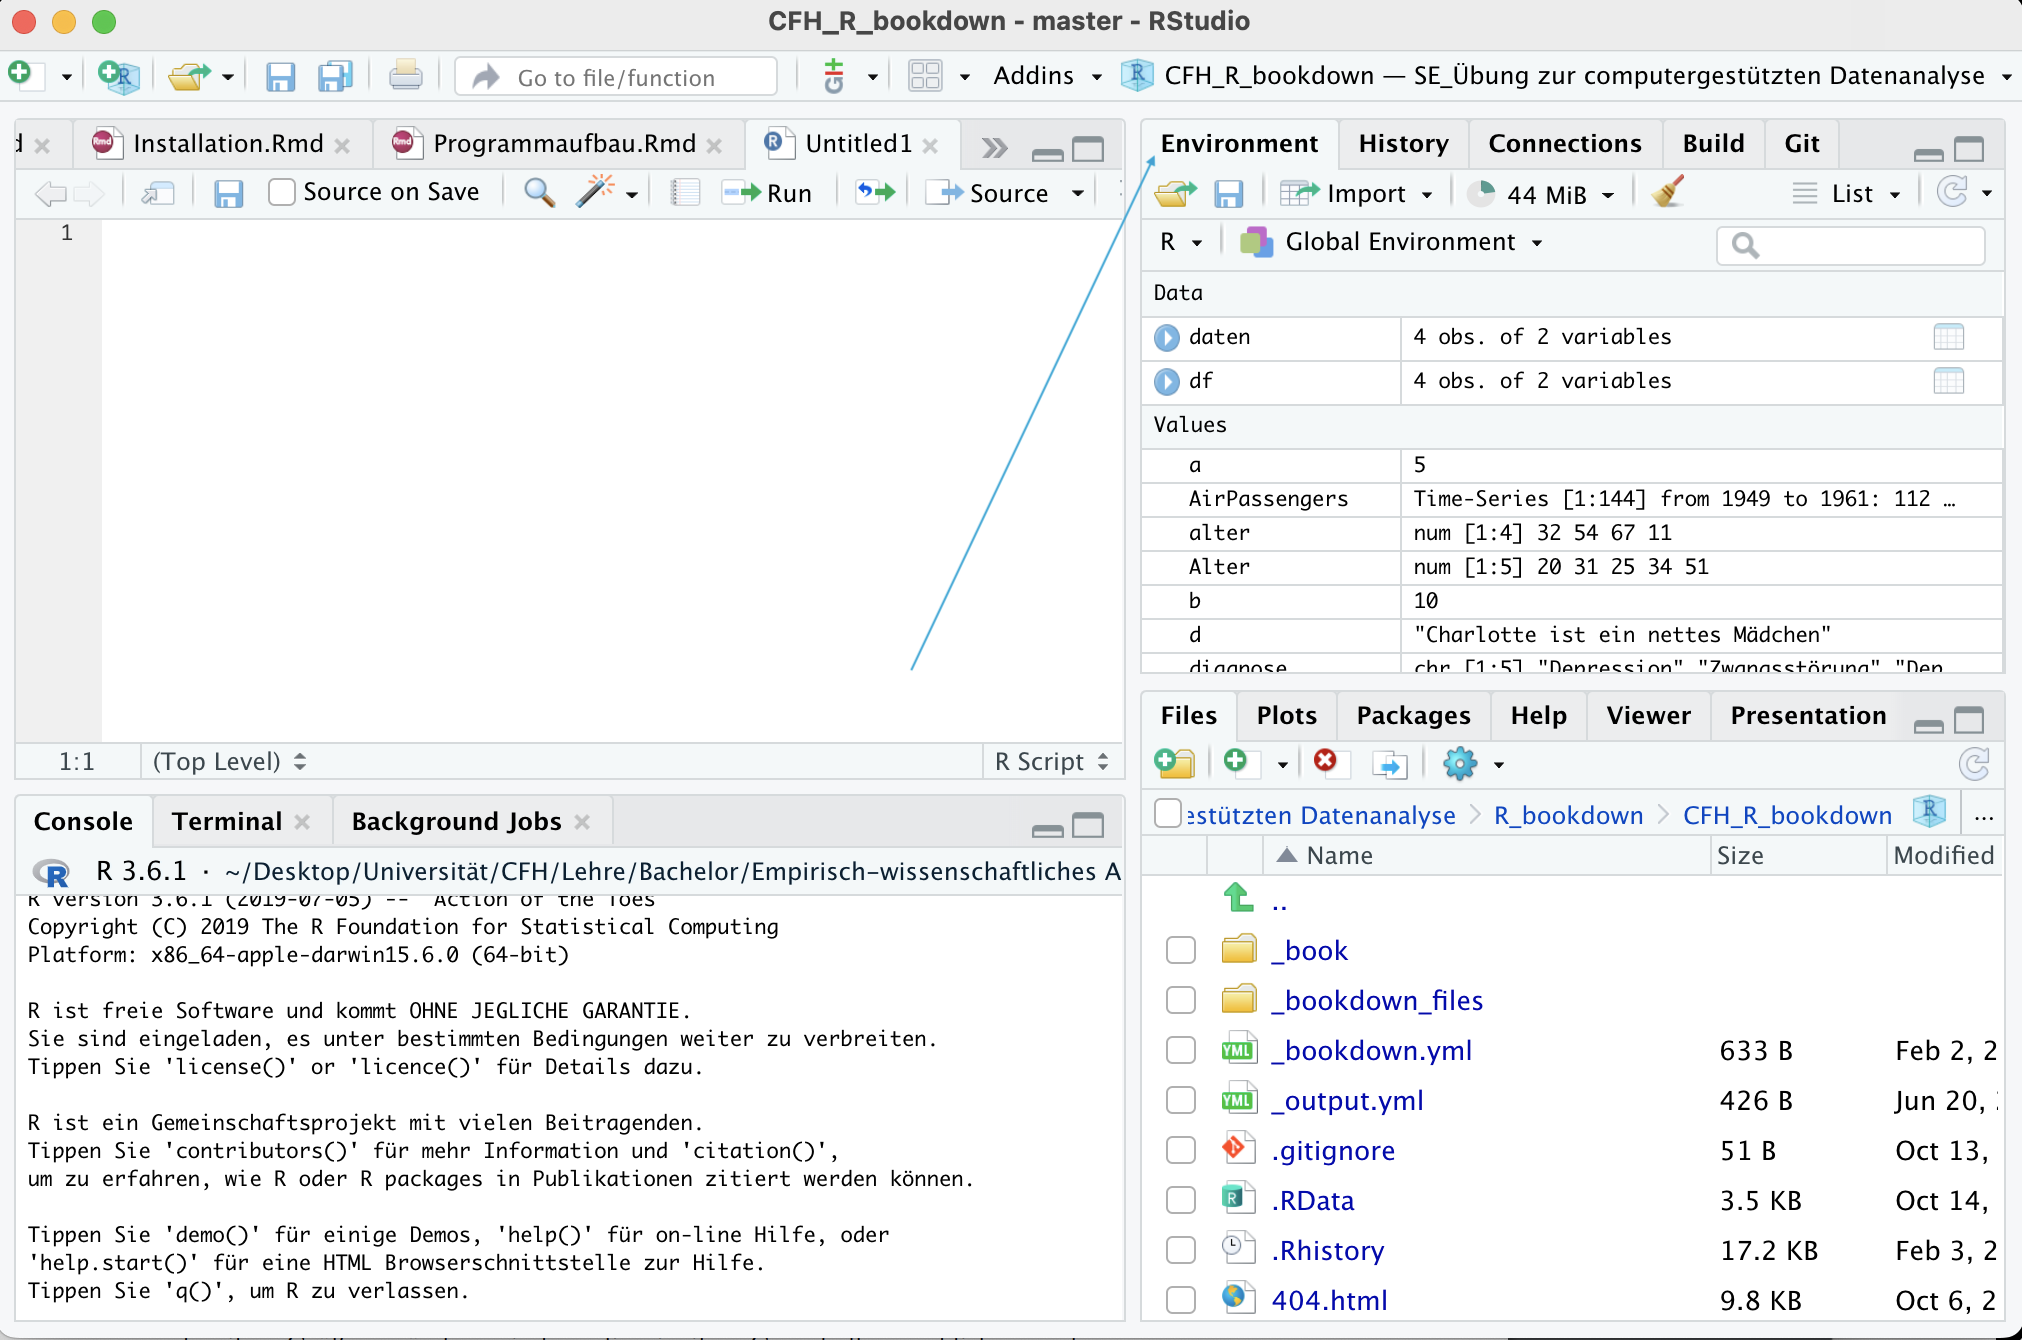 CFH_R_bookdown - master - RStudio
Go to file/function
Addins
CFH_R_bookdown — SE_Übung zur computergestützten Datenanalyse
Installation.Rmd
Programmaufbau.Rmd
Untitled1
Source on Save
Run
Source
1
1:1
(Top Level)
R Script
Console
Terminal
Background Jobs
R 3.6.1 · ~/Desktop/Universität/CFH/Lehre/Bachelor/Empirisch-wissenschaftliches A
R version 3.6.1 (2019-07-05) -- "Action of the Toes"
Copyright (C) 2019 The R Foundation for Statistical Computing
Platform: x86_64-apple-darwin15.6.0 (64-bit)
R ist freie Software und kommt OHNE JEGLICHE GARANTIE.
Sie sind eingeladen, es unter bestimmten Bedingungen weiter zu verbreiten.
Tippen Sie 'license()' or 'licence()' für Details dazu.
R ist ein Gemeinschaftsprojekt mit vielen Beitragenden.
Tippen Sie 'contributors()' für mehr Information und 'citation()',
um zu erfahren, wie R oder R packages in Publikationen zitiert werden können.
Tippen Sie 'demo()' für einige Demos, 'help()' für on-line Hilfe, oder
'help.start()' für eine HTML Browserschnittstelle zur Hilfe.
Tippen Sie 'q()', um R zu verlassen.
Environment
History
Connections
Build
Git
Import
44 MiB
List
R
Global Environment
Data
daten 4 obs. of 2 variables
df 4 obs. of 2 variables
Values
a 5
AirPassengers Time-Series [1:144] from 1949 to 1961: 112 …
alter num [1:4] 32 54 67 11
Alter num [1:5] 20 31 25 34 51
b 10
d "Charlotte ist ein nettes Mädchen"
diagnose chr [1:5] "Depression" "Zwangsstörung" "Dep
Files
Plots
Packages
Help
Viewer
Presentation
estützten Datenanalyse
R_bookdown
CFH_R_bookdown
...
Name Size Modified
..
_book
_bookdown_files
_bookdown.yml 633 B Feb 2, 2
_output.yml 426 B Jun 20,
.gitignore 51 B Oct 13,
.RData 3.5 KB Oct 14,
.Rhistory 17.2 KB Feb 3, 2
404.html 9.8 KB Oct 6, 2